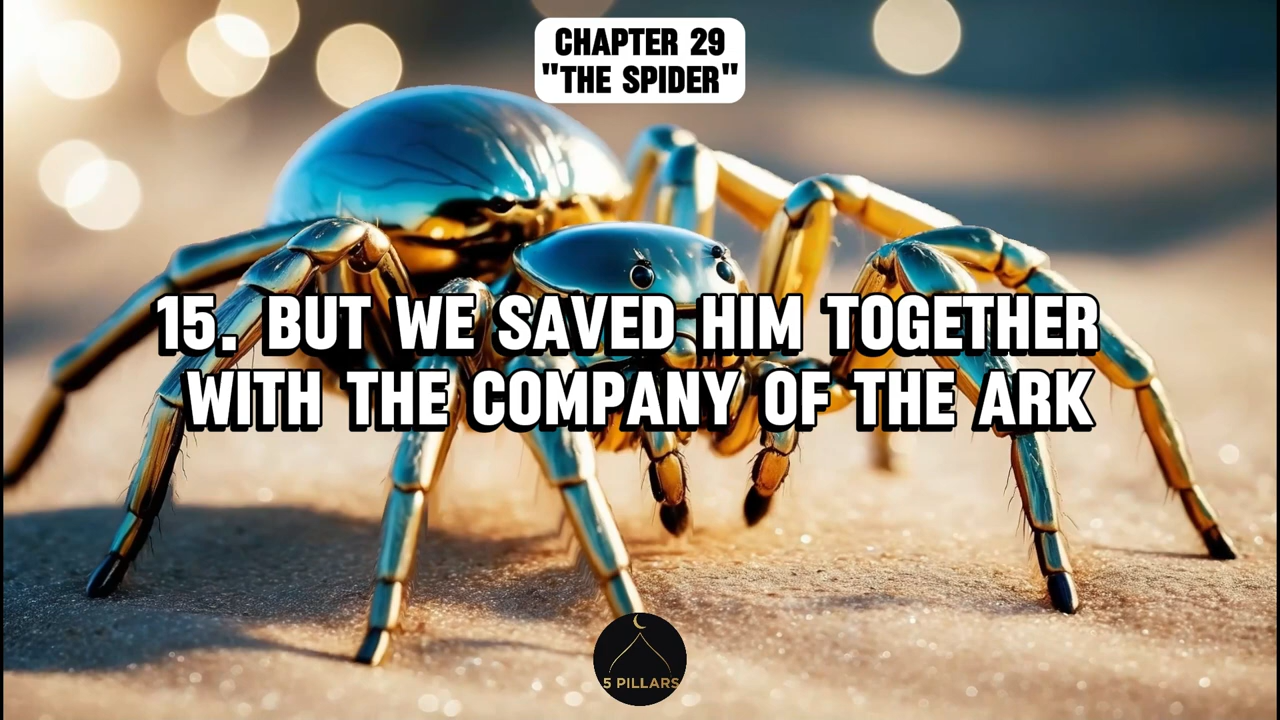 CHAPTER 29
"THE SPIDER"
15. BUT WE SAVED HIM TOGETHER
WITH THE COMPANY OF THE ARK
5 PILLARS